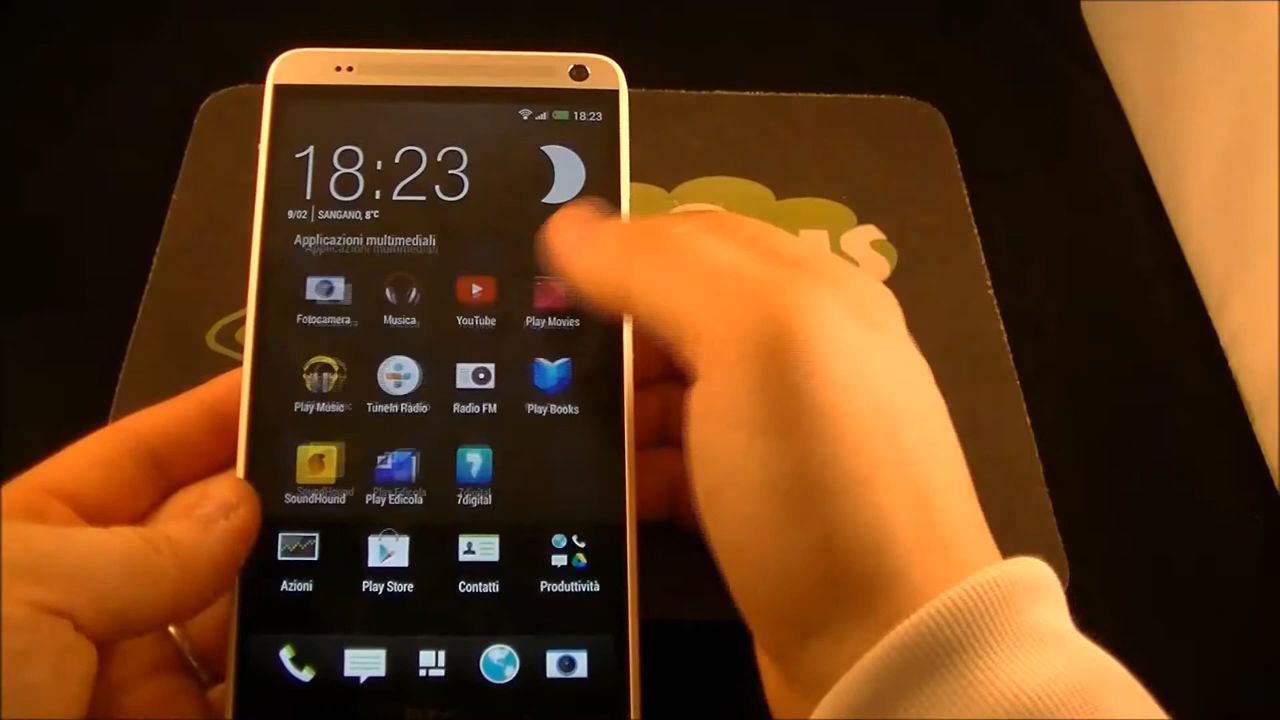 18:23
18:23
9/02 | SANGANO, 8°C
Applicazioni multimediali
Fotocamera Musica YouTube Play Movies
Play Music TuneIn Radio Radio FM Play Books
SoundHound Play Edicola 7digital
Azioni Play Store Contatti Produttività